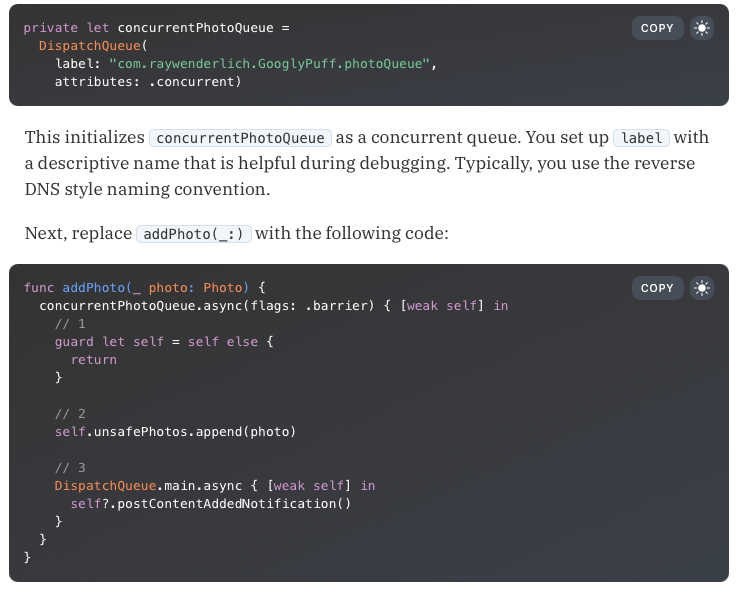 COPY
private let concurrentPhotoQueue =
  DispatchQueue(
    label: "com.raywenderlich.GooglyPuff.photoQueue",
    attributes: .concurrent)
This initializes concurrentPhotoQueue as a concurrent queue. You set up label with
a descriptive name that is helpful during debugging. Typically, you use the reverse
DNS style naming convention.
Next, replace addPhoto(_:) with the following code:
COPY
func addPhoto(_ photo: Photo) {
  concurrentPhotoQueue.async(flags: .barrier) { [weak self] in
    // 1
    guard let self = self else {
      return
    }
    // 2
    self.unsafePhotos.append(photo)
    // 3
    DispatchQueue.main.async { [weak self] in
      self?.postContentAddedNotification()
    }
  }
}